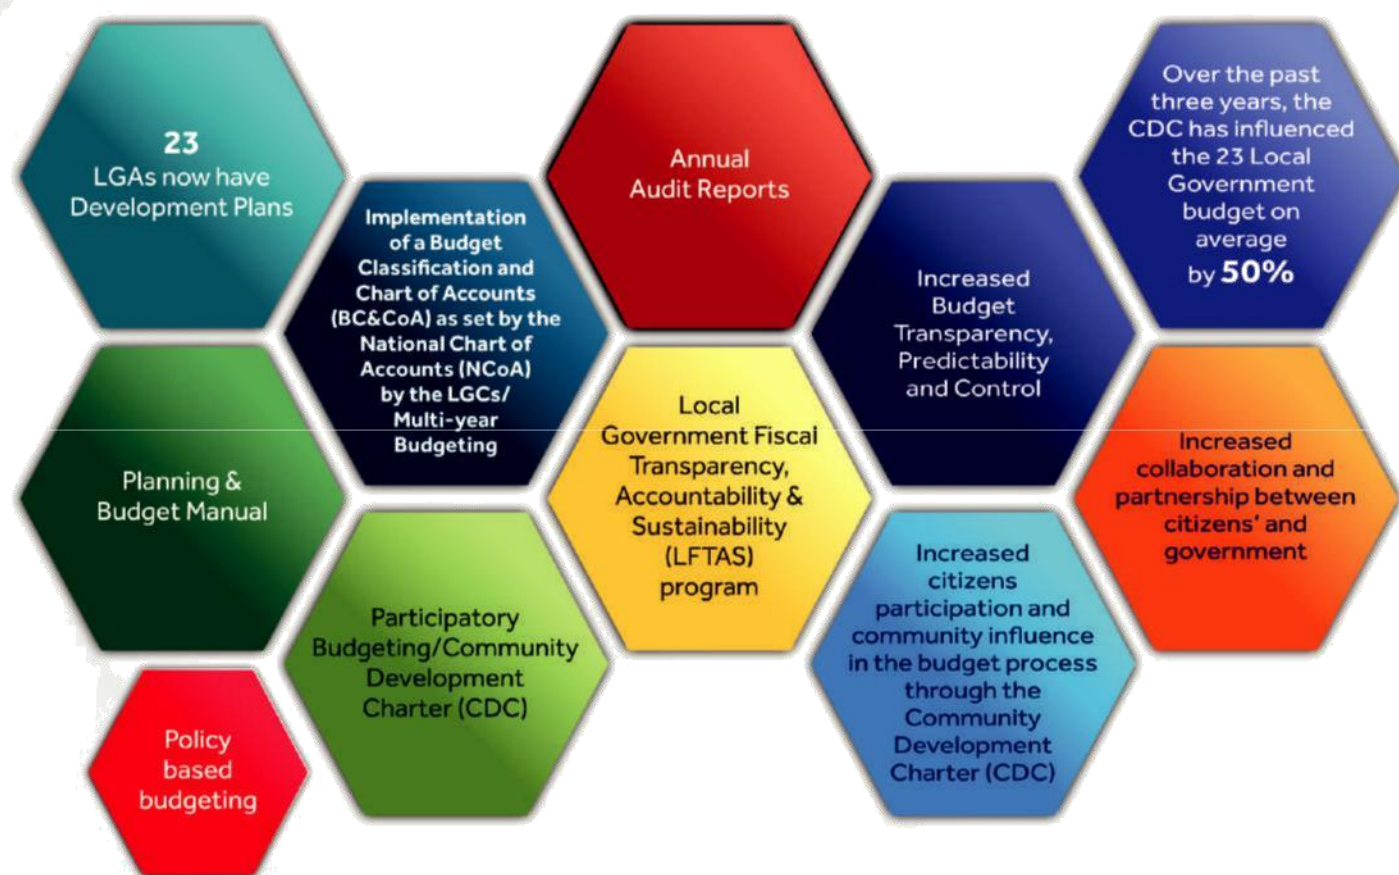 23
LGAs now have
Development Plans
Implementation
of a Budget
Classification and
Chart of Accounts
(BC&CoA) as set by the
National Chart of
Accounts (NCoA)
by the LGCs/
Multi-year
Budgeting
Annual
Audit Reports
Increased
Budget
Transparency,
Predictability
and Control
Over the past
three years, the
CDC has influenced
the 23 Local
Government
budget on
average
by 50%
Planning &
Budget Manual
Local
Government Fiscal
Transparency,
Accountability &
Sustainability
(LFTAS)
program
Increased
collaboration and
partnership between
citizens' and
government
Participatory
Budgeting/Community
Development
Charter (CDC)
Increased
citizens
participation and
community influence
in the budget process
through the
Community
Development
Charter (CDC)
Policy
based
budgeting